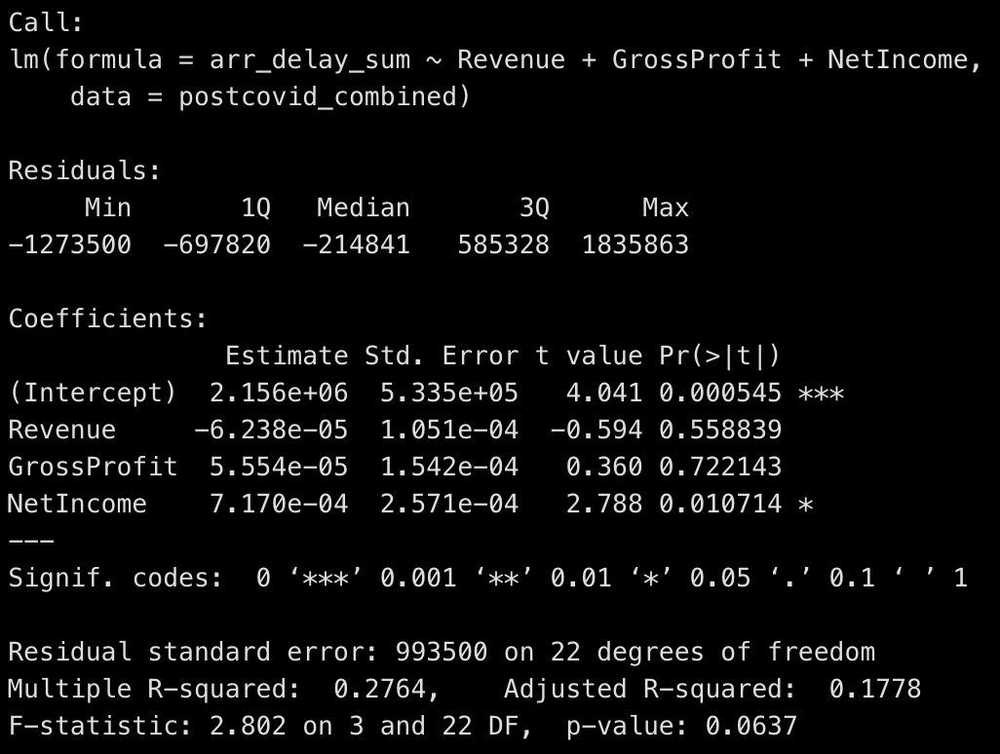 Call:
lm(formula = arr_delay_sum ~ Revenue + GrossProfit + NetIncome,
    data = postcovid_combined)

Residuals:
     Min       1Q   Median       3Q      Max
-1273500  -697820  -214841   585328  1835863

Coefficients:
              Estimate Std. Error t value Pr(>|t|)
(Intercept)  2.156e+06  5.335e+05   4.041 0.000545 ***
Revenue     -6.238e-05  1.051e-04  -0.594 0.558839
GrossProfit  5.554e-05  1.542e-04   0.360 0.722143
NetIncome    7.170e-04  2.571e-04   2.788 0.010714 *
---
Signif. codes:  0 ‘***’ 0.001 ‘**’ 0.01 ‘*’ 0.05 ‘.’ 0.1 ‘ ’ 1

Residual standard error: 993500 on 22 degrees of freedom
Multiple R-squared:  0.2764,    Adjusted R-squared:  0.1778
F-statistic: 2.802 on 3 and 22 DF,  p-value: 0.0637